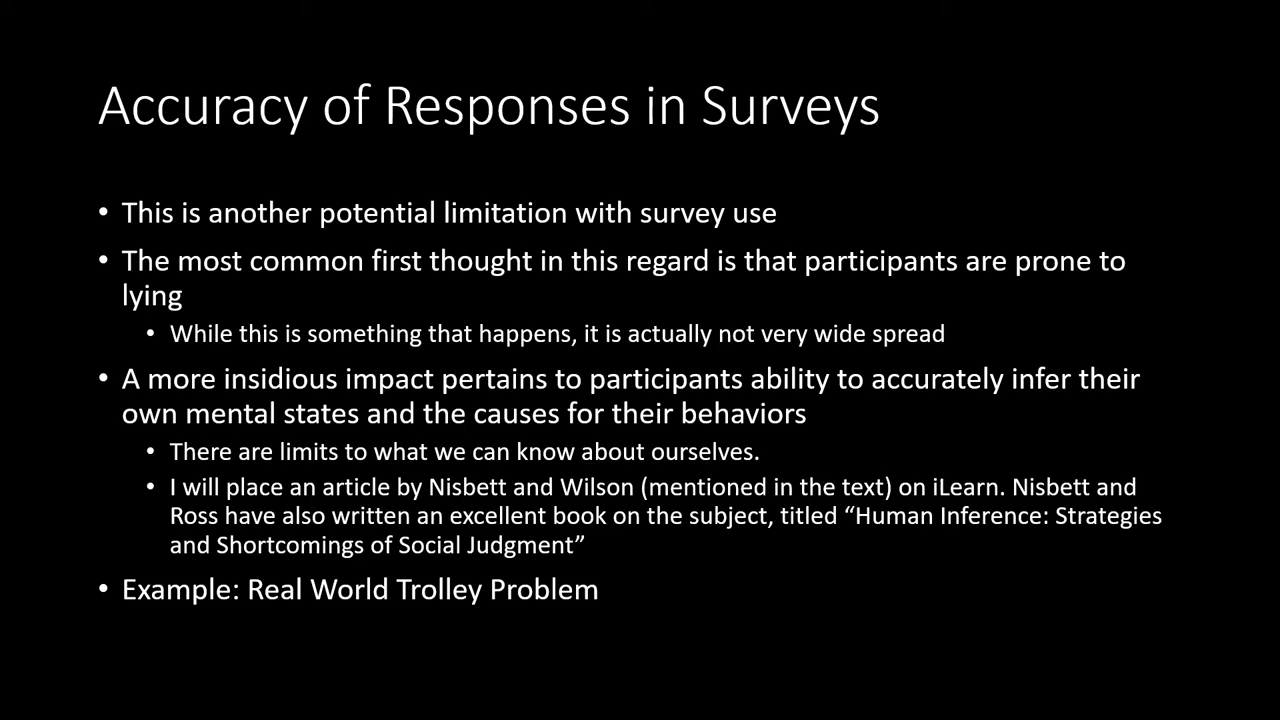 Accuracy of Responses in Surveys
• This is another potential limitation with survey use
• The most common first thought in this regard is that participants are prone to
lying
• While this is something that happens, it is actually not very wide spread
• A more insidious impact pertains to participants ability to accurately infer their
own mental states and the causes for their behaviors
• There are limits to what we can know about ourselves.
• I will place an article by Nisbett and Wilson (mentioned in the text) on iLearn. Nisbett and
Ross have also written an excellent book on the subject, titled “Human Inference: Strategies
and Shortcomings of Social Judgment”
• Example: Real World Trolley Problem